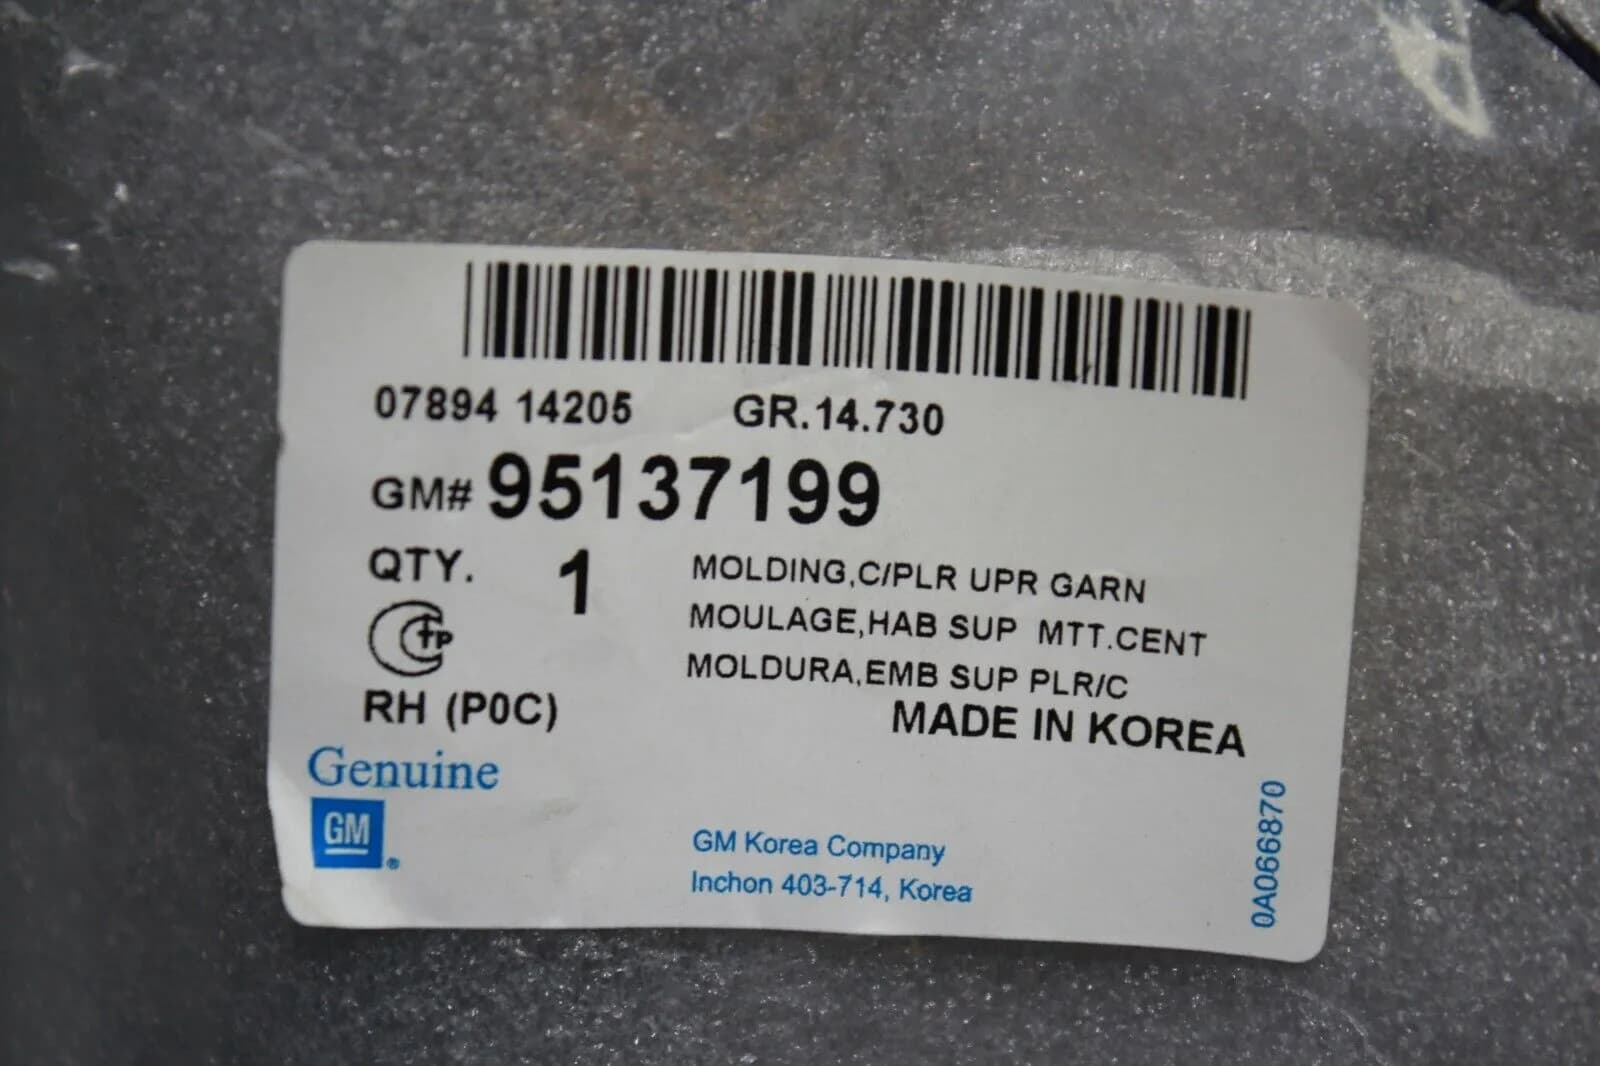 07894 14205 GR.14.730
GM# 95137199
QTY. 1
MOLDING,C/PLR UPR GARN
MOULAGE,HAB SUP MTT.CENT
MOLDURA,EMB SUP PLR/C
RH (P0C)
MADE IN KOREA
Genuine
GM®
GM Korea Company
Inchon 403-714, Korea
0A066870